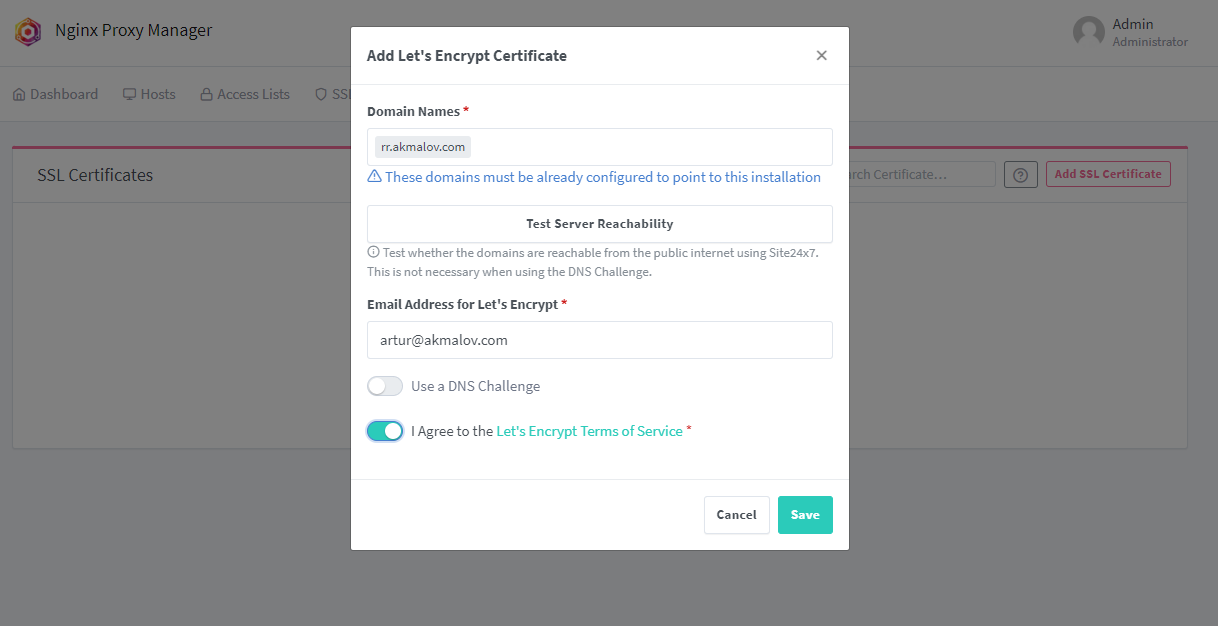 Nginx Proxy Manager
Admin
Administrator
Dashboard
Hosts
Access Lists
SSL Certificates
Add SSL Certificate
Add Let's Encrypt Certificate
Domain Names *
rr.akmalov.com
These domains must be already configured to point to this installation
Test Server Reachability
Test whether the domains are reachable from the public internet using Site24x7.
This is not necessary when using the DNS Challenge.
Email Address for Let's Encrypt *
artur@akmalov.com
Use a DNS Challenge
I Agree to the Let's Encrypt Terms of Service *
Cancel
Save